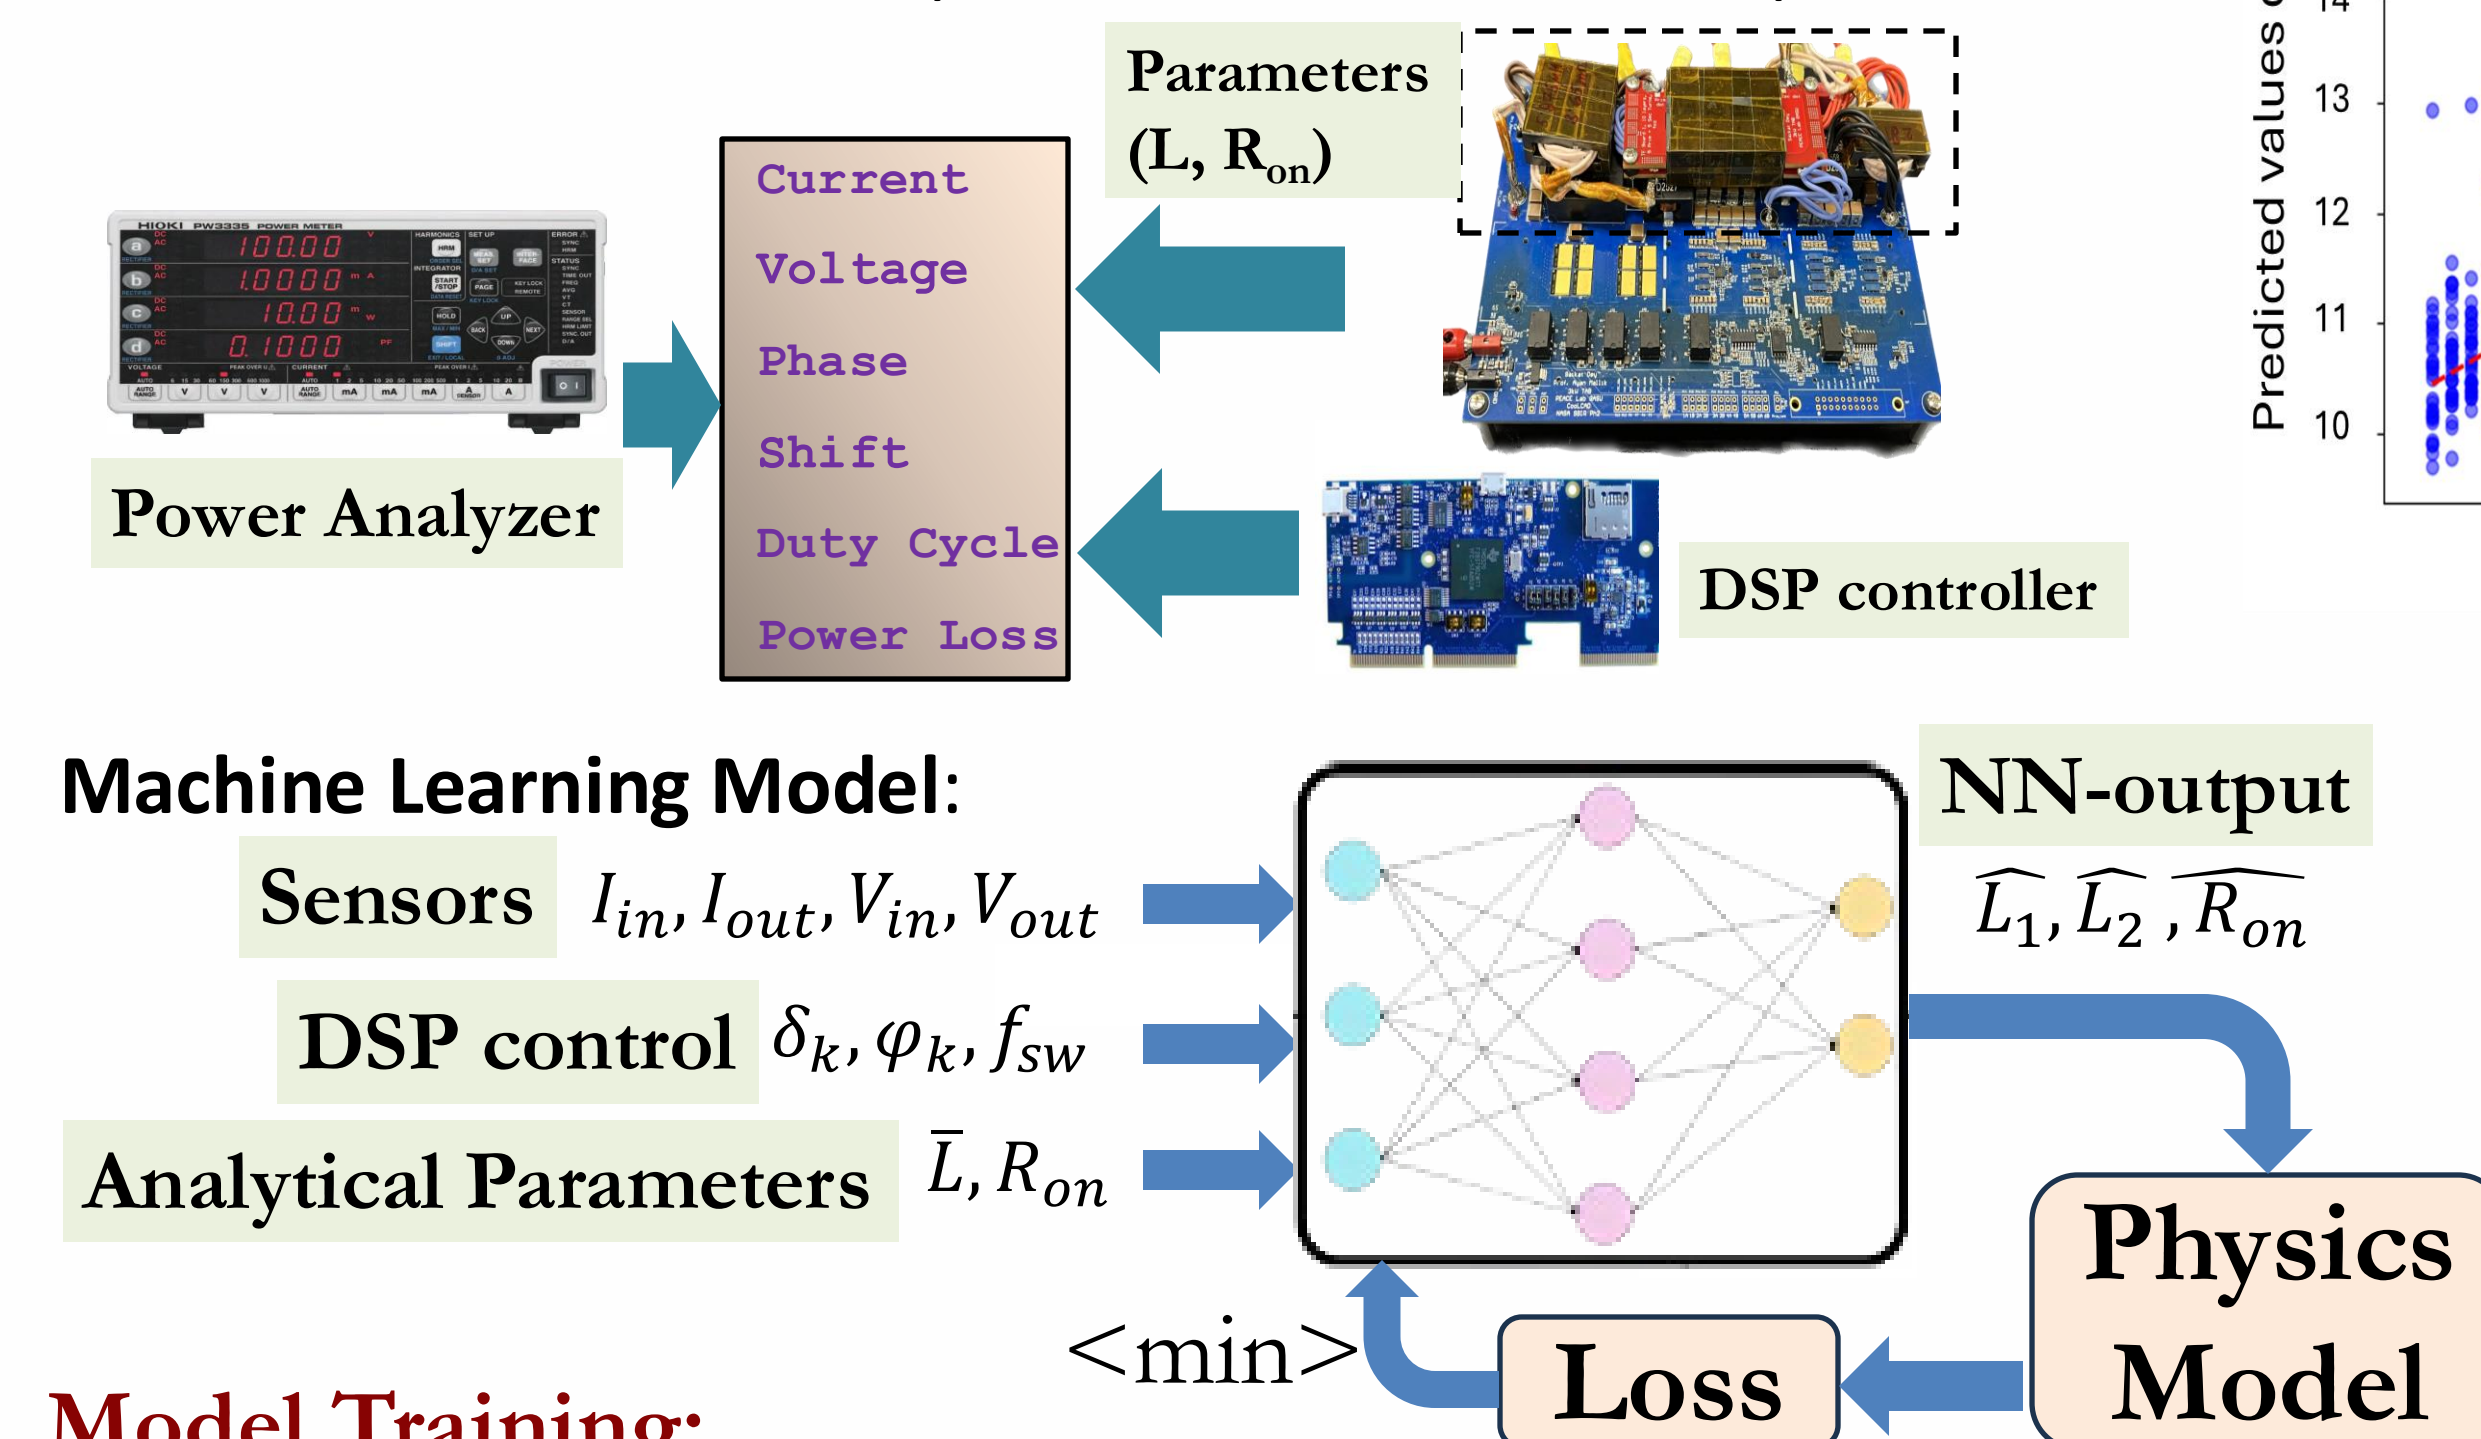 Parameters
(L, R_on)
Current
Voltage
Phase
Shift
Duty Cycle
Power Loss
HIOKI PW3335 POWER METER
100.00
1.0000
10.00
0.1000
Power Analyzer
DSP controller
Predicted values
13
12
11
10
Machine Learning Model:
Sensors I_in, I_out, V_in, V_out
DSP control δ_k, φ_k, f_sw
Analytical Parameters L̅, R_on
NN-output
L̂_1, L̂_2 , R̂_on
Physics
Model
Loss
<min>
Model Training: